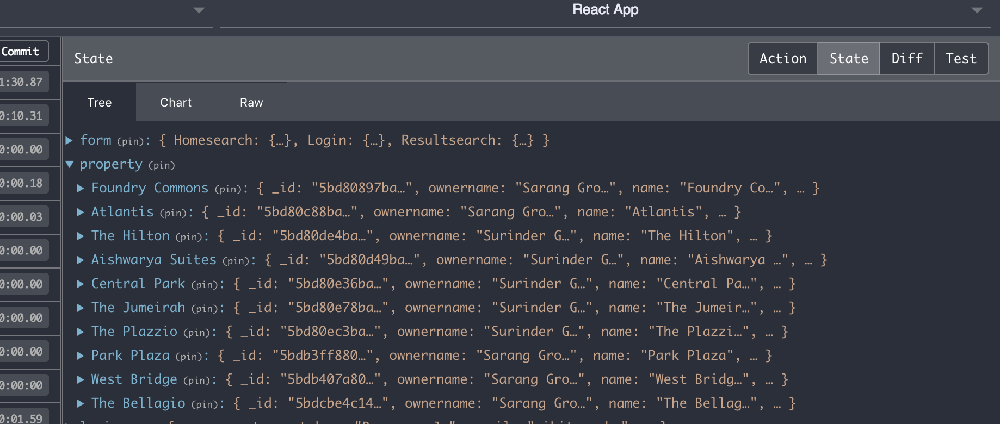 React App
Commit
State
Action State Diff Test
1:30.87
Tree Chart Raw
0:10.31
form (pin): { Homesearch: {…}, Login: {…}, Resultsearch: {…} }
0:00.00
property (pin)
0:00.18
Foundry Commons (pin): { _id: "5bd80897ba…", ownername: "Sarang Gro…", name: "Foundry Co…", … }
Atlantis (pin): { _id: "5bd80c88ba…", ownername: "Sarang Gro…", name: "Atlantis", … }
0:00.03
The Hilton (pin): { _id: "5bd80de4ba…", ownername: "Surinder G…", name: "The Hilton", … }
0:00.00
Aishwarya Suites (pin): { _id: "5bd80d49ba…", ownername: "Surinder G…", name: "Aishwarya …", … }
0:00.00
Central Park (pin): { _id: "5bd80e36ba…", ownername: "Surinder G…", name: "Central Pa…", … }
The Jumeirah (pin): { _id: "5bd80e78ba…", ownername: "Surinder G…", name: "The Jumeir…", … }
0:00.00
The Plazzio (pin): { _id: "5bd80ec3ba…", ownername: "Surinder G…", name: "The Plazzi…", … }
0:00.00
Park Plaza (pin): { _id: "5bdb3ff880…", ownername: "Sarang Gro…", name: "Park Plaza", … }
0:00:00
West Bridge (pin): { _id: "5bdb407a80…", ownername: "Sarang Gro…", name: "West Bridg…", … }
The Bellagio (pin): { _id: "5bdcbe4c14…", ownername: "Sarang Gro…", name: "The Bellag…", … }
0:01.59